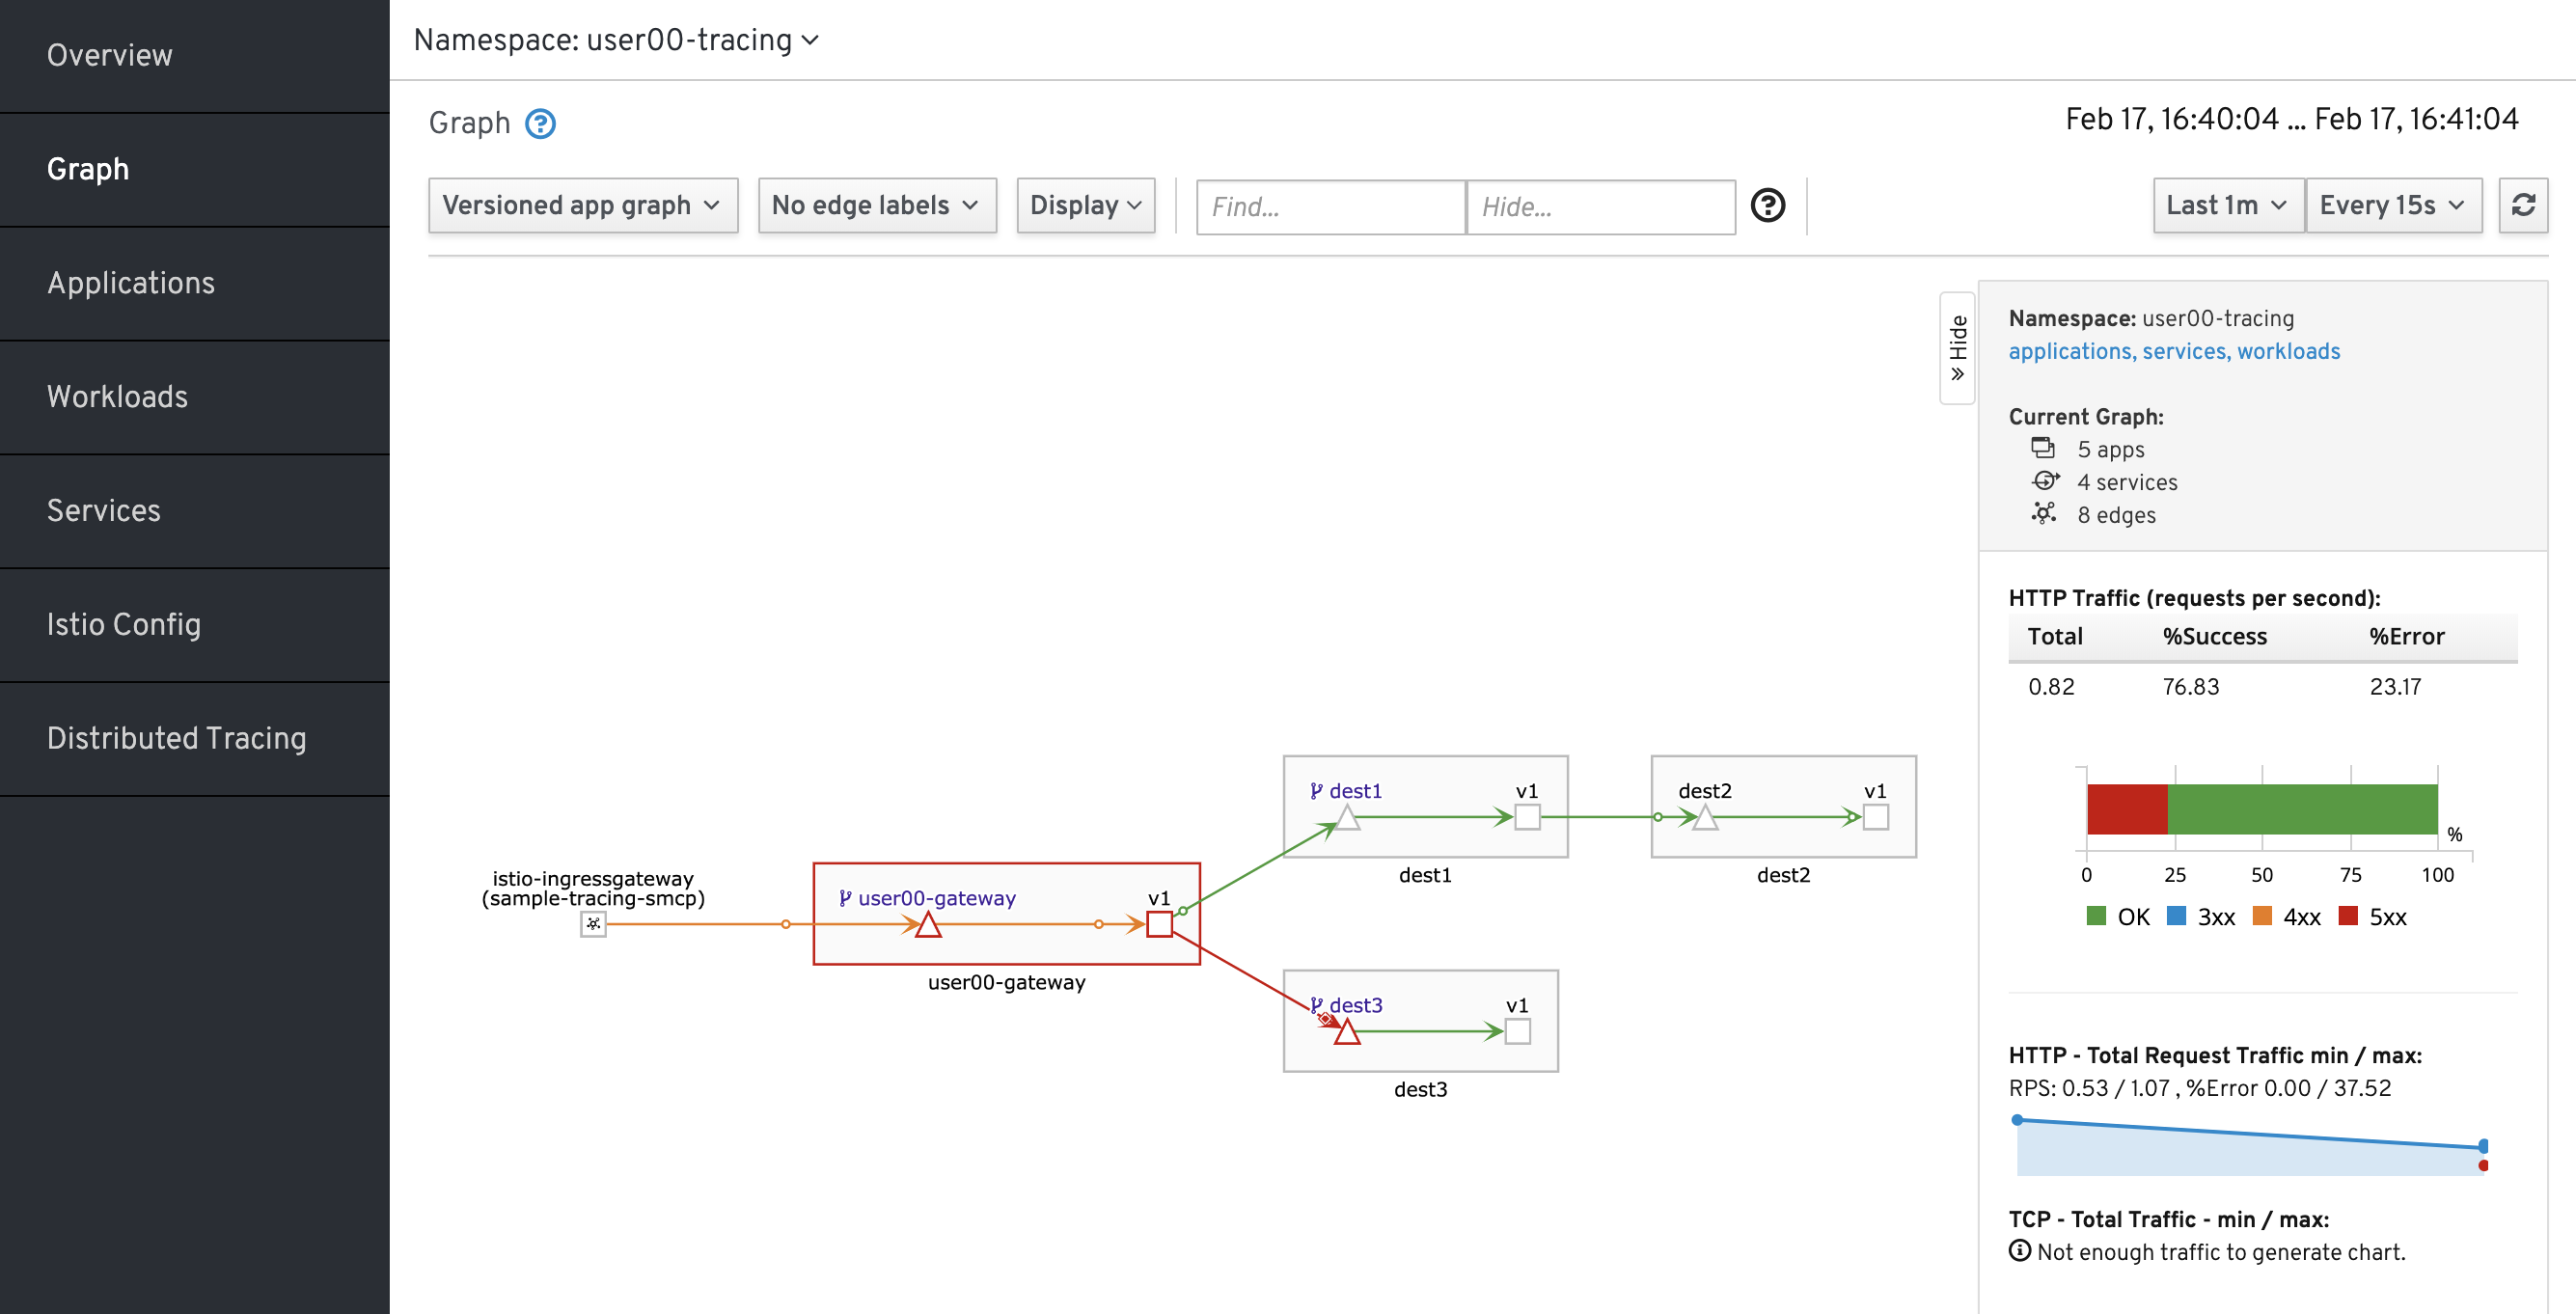 Overview
Graph
Applications
Workloads
Services
Istio Config
Distributed Tracing
Namespace: user00-tracing
Graph
Feb 17, 16:40:04 ... Feb 17, 16:41:04
Versioned app graph
No edge labels
Display
Find...
Hide...
Last 1m
Every 15s
Hide
istio-ingressgateway
(sample-tracing-smcp)
user00-gateway
v1
user00-gateway
dest1
v1
dest1
dest2
v1
dest2
dest3
v1
dest3
Namespace: user00-tracing
applications, services, workloads
Current Graph:
5 apps
4 services
8 edges
HTTP Traffic (requests per second):
Total %Success %Error
0.82 76.83 23.17
%
0 25 50 75 100
OK 3xx 4xx 5xx
HTTP - Total Request Traffic min / max:
RPS: 0.53 / 1.07 , %Error 0.00 / 37.52
TCP - Total Traffic - min / max:
Not enough traffic to generate chart.